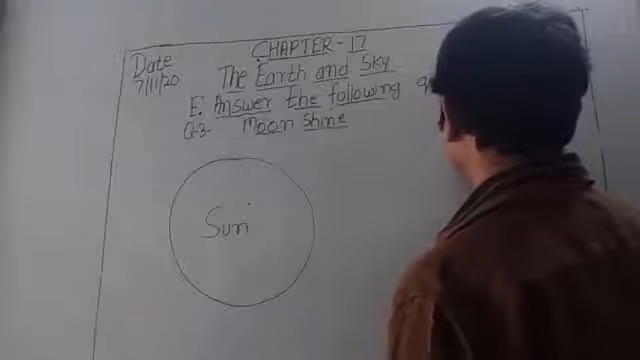 CHAPTER - 17
Date
7/11/20
The Earth and Sky
E. Answer the following
Q.3. Moon Shine
Sun